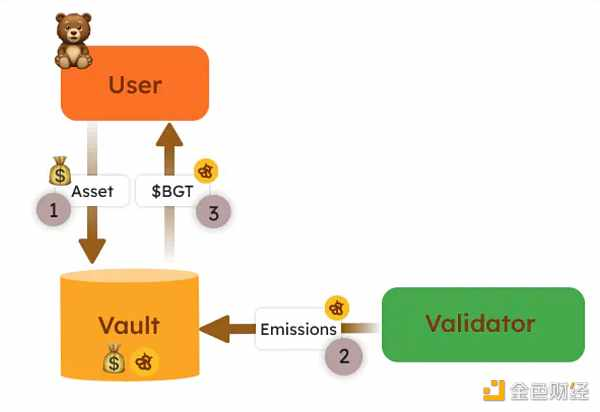 User
$
Asset
$BGT
1
3
Vault
$
Emissions
2
Validator
金色财经